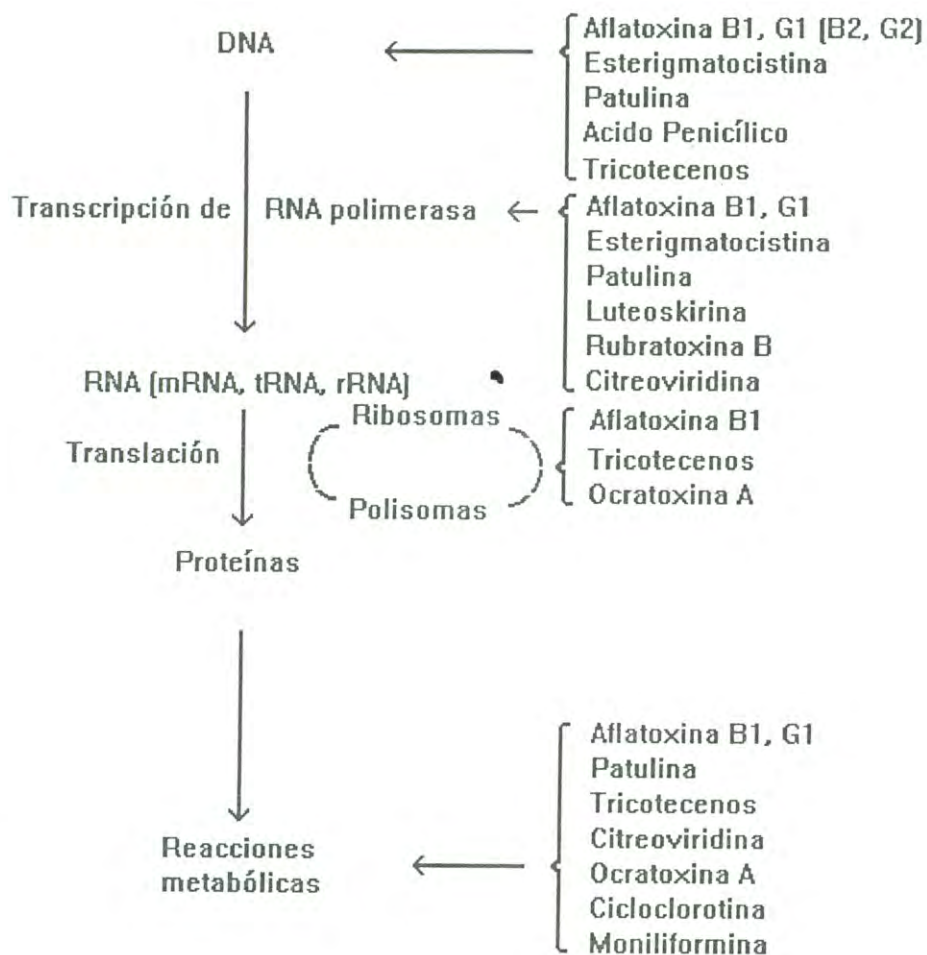 DNA
Aflatoxina B1, G1 (B2, G2)
Esterigmatocistina
Patulina
Acido Penicílico
Tricotecenos
Transcripción de
RNA polimerasa
Aflatoxina B1, G1
Esterigmatocistina
Patulina
Luteoskirina
Rubratoxina B
Citreoviridina
RNA (mRNA, tRNA, rRNA)
Translación
Ribosomas
Polisomas
Aflatoxina B1
Tricotecenos
Ocratoxina A
Proteínas
Reacciones
metabólicas
Aflatoxina B1, G1
Patulina
Tricotecenos
Citreoviridina
Ocratoxina A
Cicloclorotina
Moniliformina